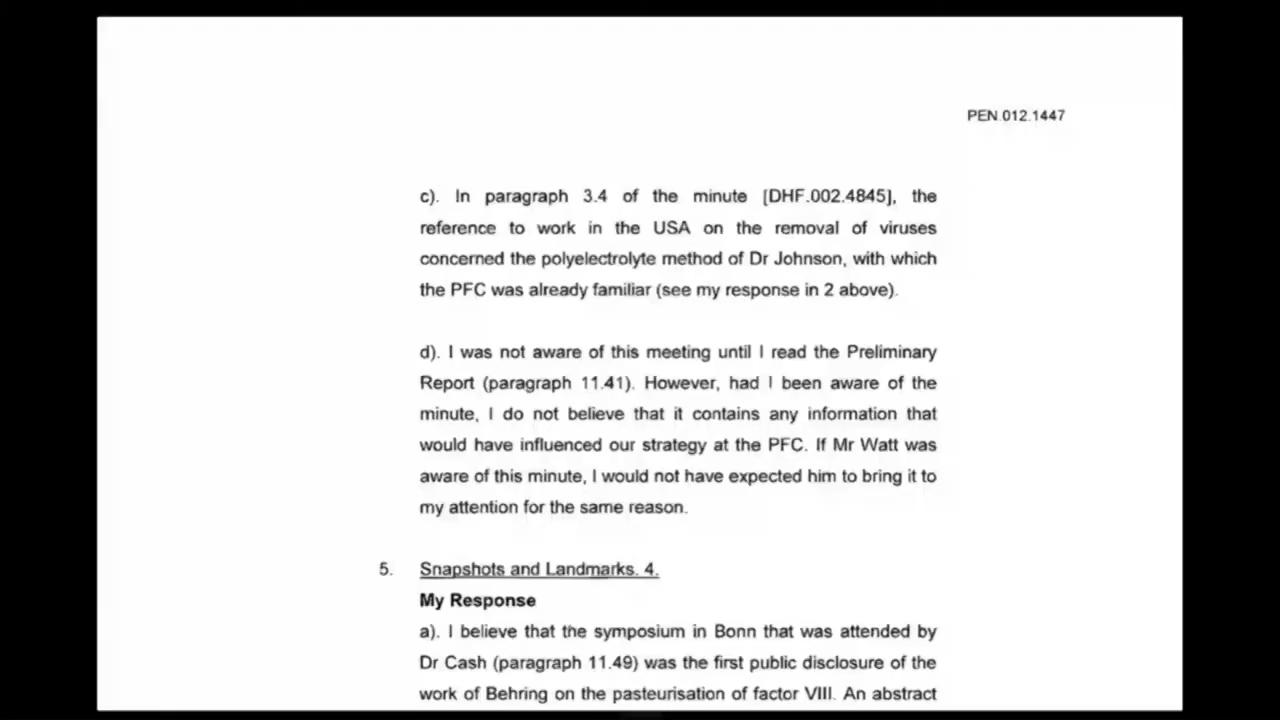 PEN.012.1447
c). In paragraph 3.4 of the minute [DHF.002.4845], the
reference to work in the USA on the removal of viruses
concerned the polyelectrolyte method of Dr Johnson, with which
the PFC was already familiar (see my response in 2 above).
d). I was not aware of this meeting until I read the Preliminary
Report (paragraph 11.41). However, had I been aware of the
minute, I do not believe that it contains any information that
would have influenced our strategy at the PFC. If Mr Watt was
aware of this minute, I would not have expected him to bring it to
my attention for the same reason.
5. Snapshots and Landmarks. 4.
My Response
a). I believe that the symposium in Bonn that was attended by
Dr Cash (paragraph 11.49) was the first public disclosure of the
work of Behring on the pasteurisation of factor VIII. An abstract